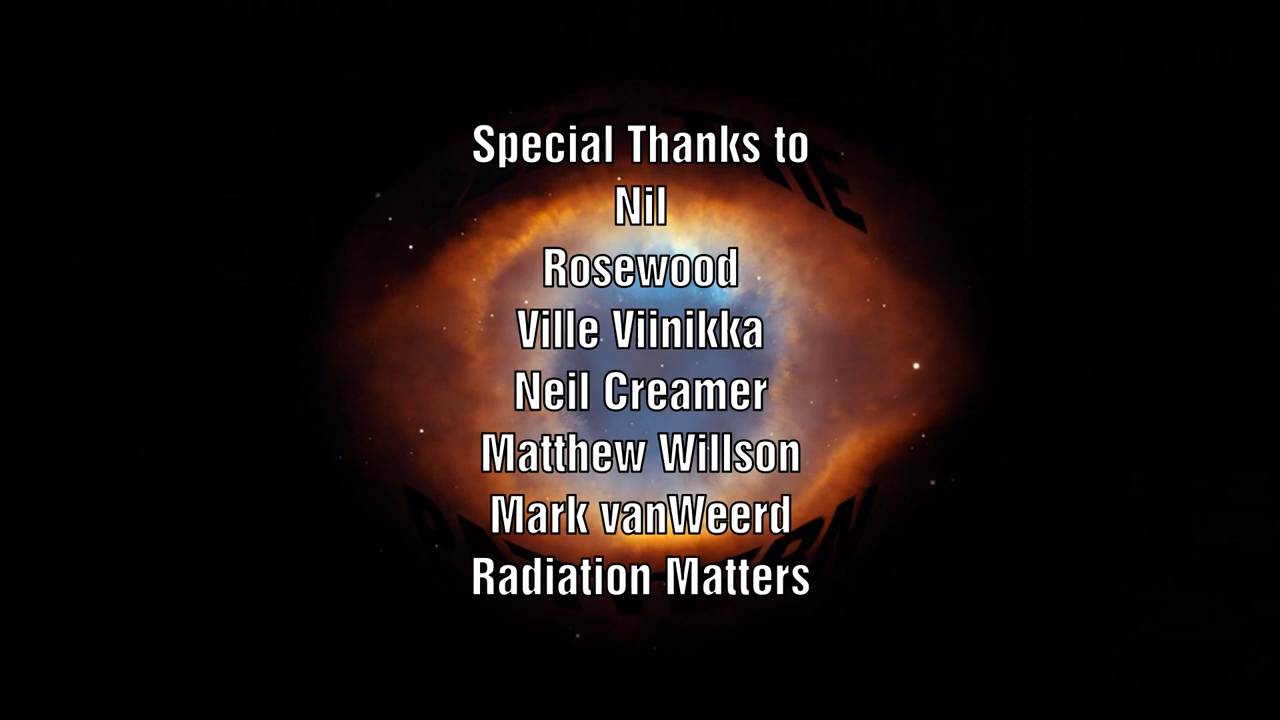 Special Thanks to
Nil
Rosewood
Ville Viinikka
Neil Creamer
Matthew Willson
Mark vanWeerd
Radiation Matters